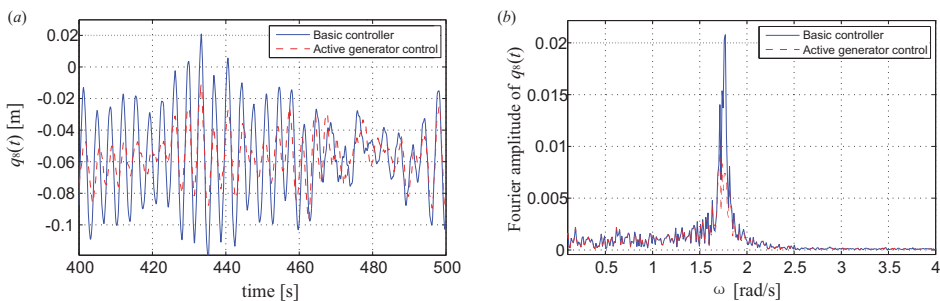 (a)
0.02
0
-0.02
-0.04
-0.06
-0.08
-0.1
q8(t) [m]
400 420 440 460 480 500
time [s]
Basic controller
Active generator control
(b)
0.02
0.015
0.01
0.005
0
Fourier amplitude of q8(t)
0.5 1 1.5 2 2.5 3 3.5 4
ω [rad/s]
Basic controller
Active generator control